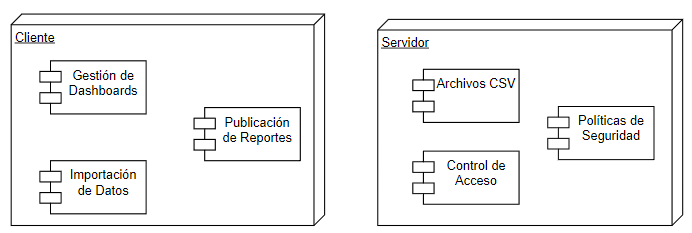 Cliente
Gestión de
Dashboards
Publicación
de Reportes
Importación
de Datos
Servidor
Archivos CSV
Políticas de
Seguridad
Control de
Acceso